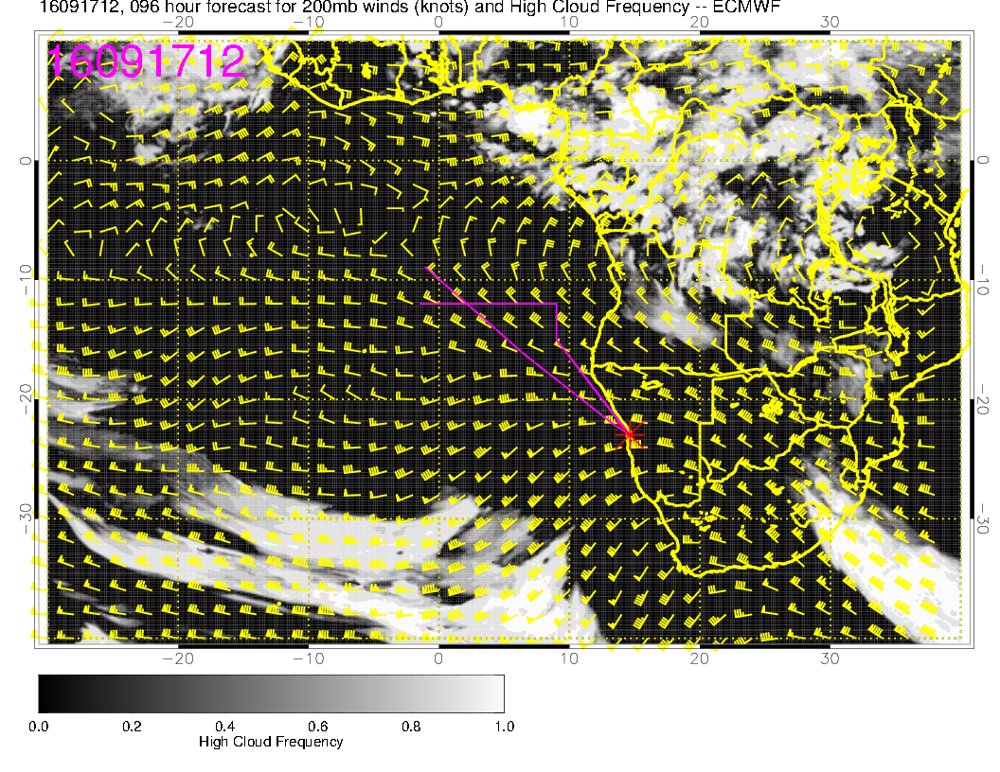 16091712, 096 hour forecast for 200mb winds (knots) and High Cloud Frequency -- ECMWF
−20 −10 0 10 20 30
16091712
0 0
−10 −10
−20 −20
−30 −30
−20 −10 0 10 20 30
0.0 0.2 0.4 0.6 0.8 1.0
High Cloud Frequency